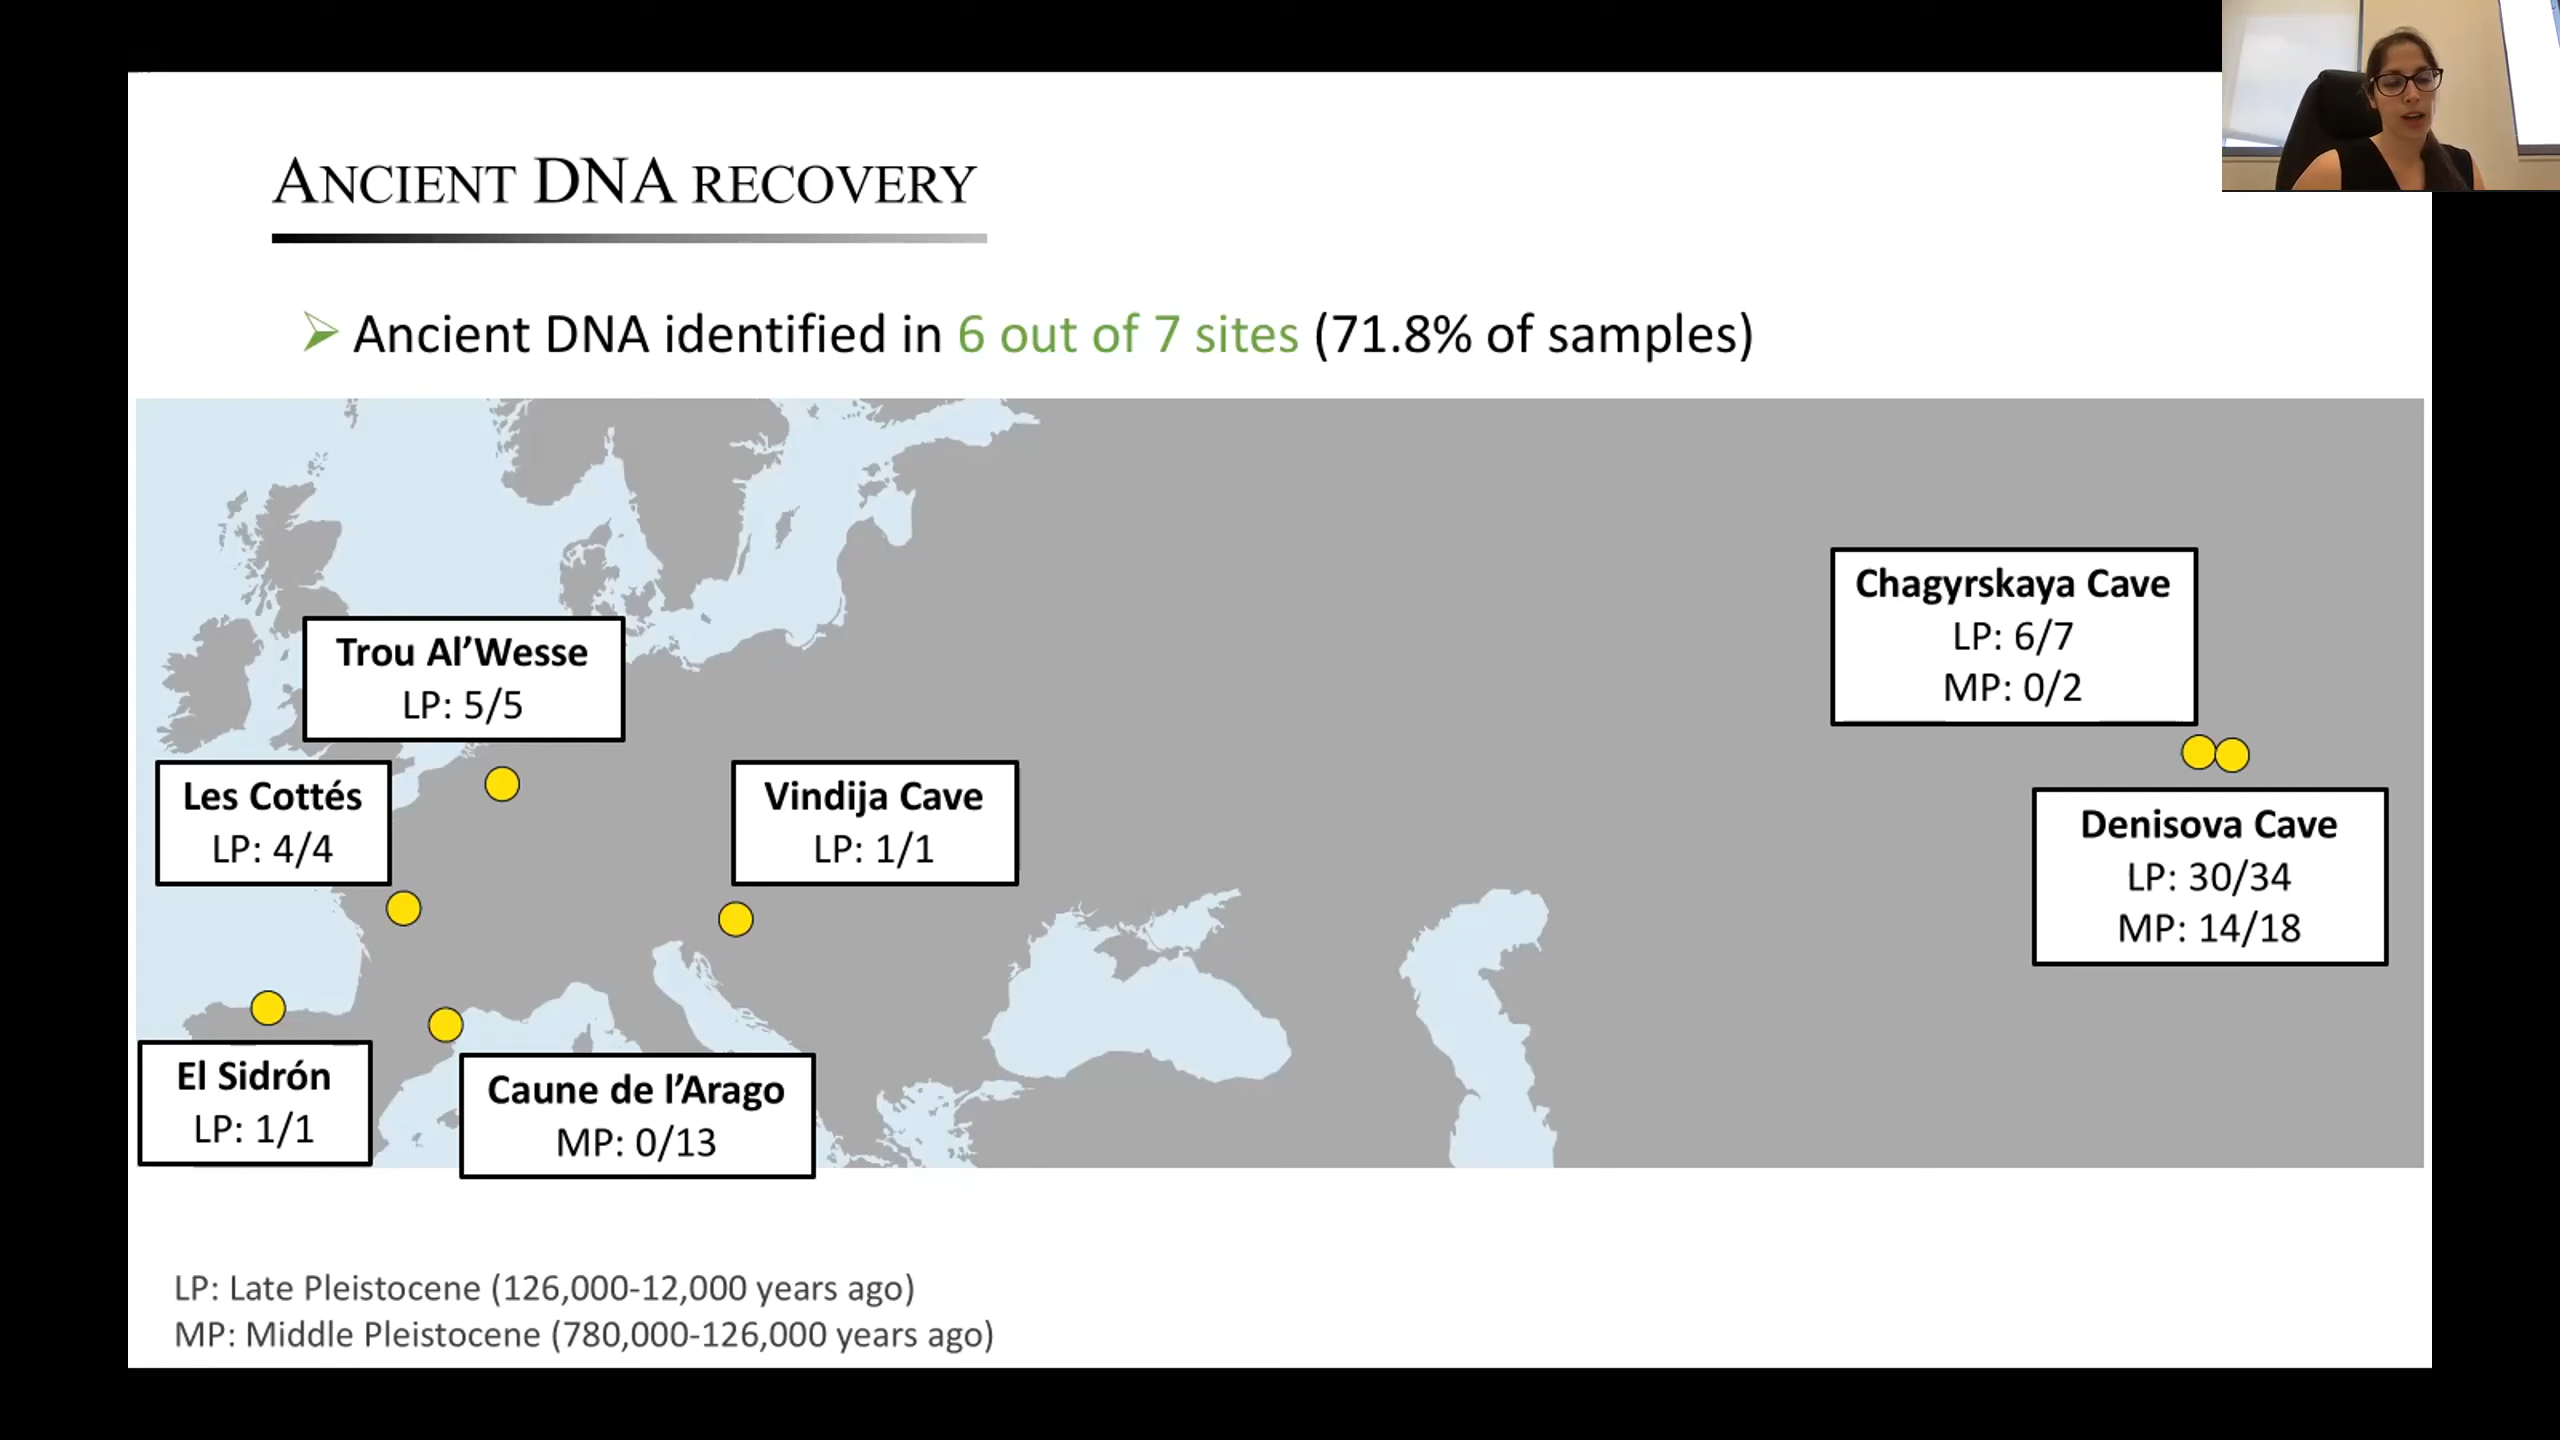 ANCIENT DNA RECOVERY
Ancient DNA identified in 6 out of 7 sites (71.8% of samples)
Chagyrskaya Cave
LP: 6/7
MP: 0/2
Trou Al’Wesse
LP: 5/5
Les Cottés
LP: 4/4
Vindija Cave
LP: 1/1
Denisova Cave
LP: 30/34
MP: 14/18
El Sidrón
LP: 1/1
Caune de l’Arago
MP: 0/13
LP: Late Pleistocene (126,000-12,000 years ago)
MP: Middle Pleistocene (780,000-126,000 years ago)